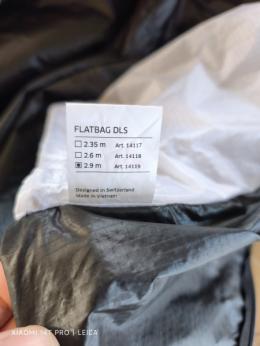 FLATBAG DLS
☐ 2.35 m Art. 14117
☐ 2.6 m Art. 14118
☒ 2.9 m Art. 14119
Designed in Switzerland
Made in Vietnam
XIAOMI 14T PRO | LEICA